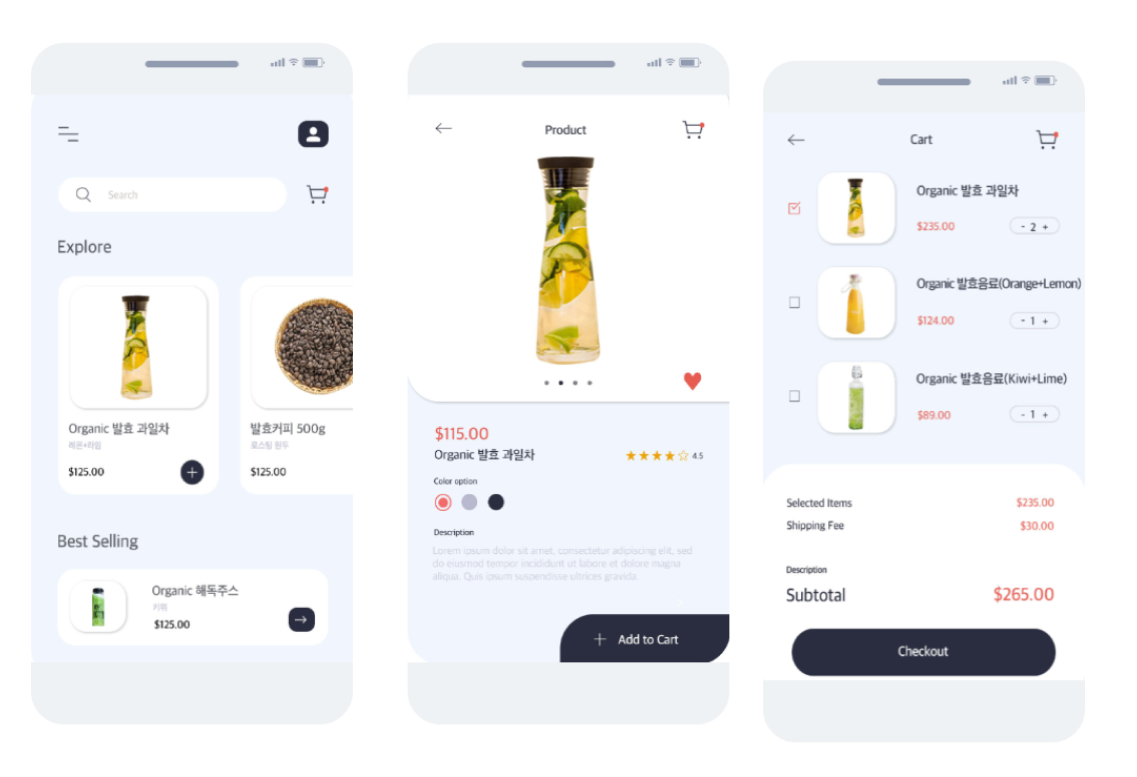 Search
Explore
Organic 발효 과일차
레몬+라임
$125.00
발효커피 500g
로스팅 원두
$125.00
Best Selling
Organic 해독주스
키위
$125.00
Product
$115.00
Organic 발효 과일차
4.5
Color option
Description
Lorem ipsum dolor sit amet, consectetur adipiscing elit, sed
do eiusmod tempor incididunt ut labore et dolore magna
aliqua. Quis ipsum suspendisse ultrices gravida.
+ Add to Cart
Cart
Organic 발효 과일차
$235.00
- 2 +
Organic 발효음료(Orange+Lemon)
$124.00
- 1 +
Organic 발효음료(Kiwi+Lime)
$89.00
- 1 +
Selected Items $235.00
Shipping Fee $30.00
Description
Subtotal $265.00
Checkout